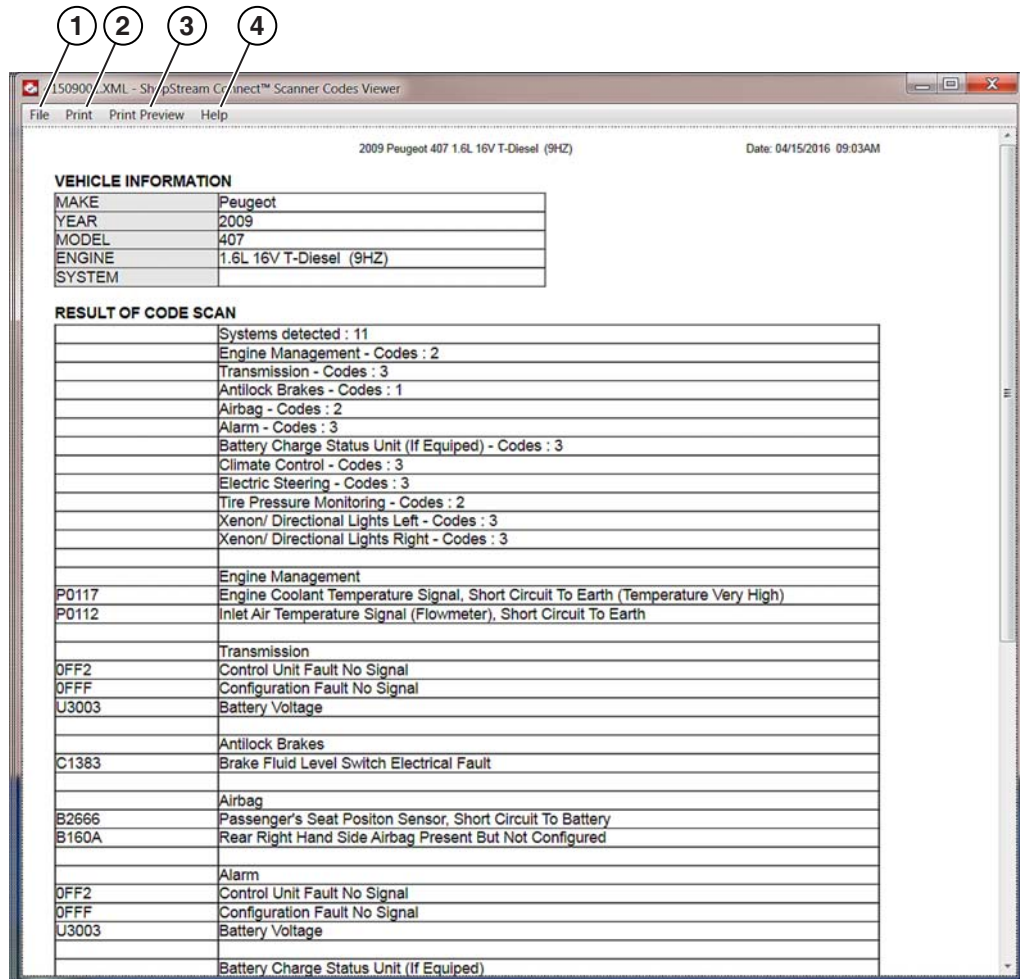 1 2 3 4
150900 .XML - Sh pStream Co nect™ Scanner Codes Viewer
File Print Print Preview Help
2009 Peugeot 407 1.6L 16V T-Diesel (9HZ) Date: 04/15/2016 09:03AM
VEHICLE INFORMATION
MAKE Peugeot
YEAR 2009
MODEL 407
ENGINE 1.6L 16V T-Diesel (9HZ)
SYSTEM
RESULT OF CODE SCAN
Systems detected : 11
Engine Management - Codes : 2
Transmission - Codes : 3
Antilock Brakes - Codes : 1
Airbag - Codes : 2
Alarm - Codes : 3
Battery Charge Status Unit (If Equiped) - Codes : 3
Climate Control - Codes : 3
Electric Steering - Codes : 3
Tire Pressure Monitoring - Codes : 2
Xenon/ Directional Lights Left - Codes : 3
Xenon/ Directional Lights Right - Codes : 3
Engine Management
P0117 Engine Coolant Temperature Signal, Short Circuit To Earth (Temperature Very High)
P0112 Inlet Air Temperature Signal (Flowmeter), Short Circuit To Earth
Transmission
0FF2 Control Unit Fault No Signal
0FFF Configuration Fault No Signal
U3003 Battery Voltage
Antilock Brakes
C1383 Brake Fluid Level Switch Electrical Fault
Airbag
B2666 Passenger's Seat Positon Sensor, Short Circuit To Battery
B160A Rear Right Hand Side Airbag Present But Not Configured
Alarm
0FF2 Control Unit Fault No Signal
0FFF Configuration Fault No Signal
U3003 Battery Voltage
Battery Charge Status Unit (If Equiped)